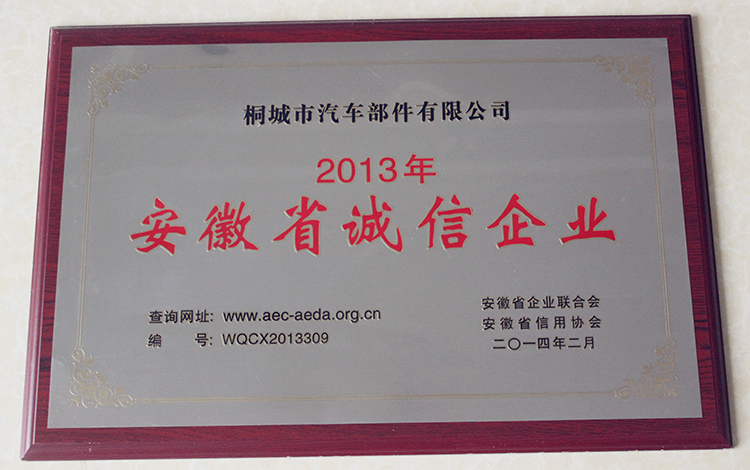 桐城市汽车部件有限公司
2013年
安徽省诚信企业
查询网址: www.aec-aeda.org.cn
编 号: WQCX2013309
安徽省企业联合会
安徽省信用协会
二〇一四年二月